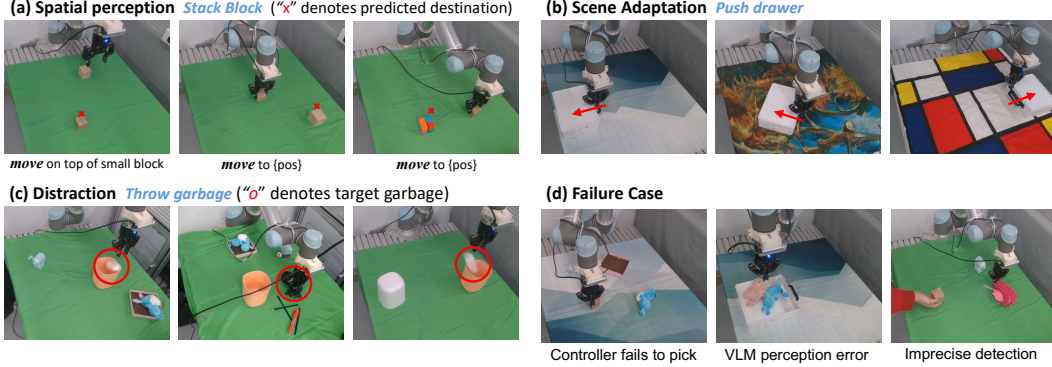 (a) Spatial perception Stack Block (“x” denotes predicted destination)
(b) Scene Adaptation Push drawer
move on top of small block
move to {pos}
move to {pos}
(c) Distraction Throw garbage (“o” denotes target garbage)
(d) Failure Case
Controller fails to pick
VLM perception error
Imprecise detection